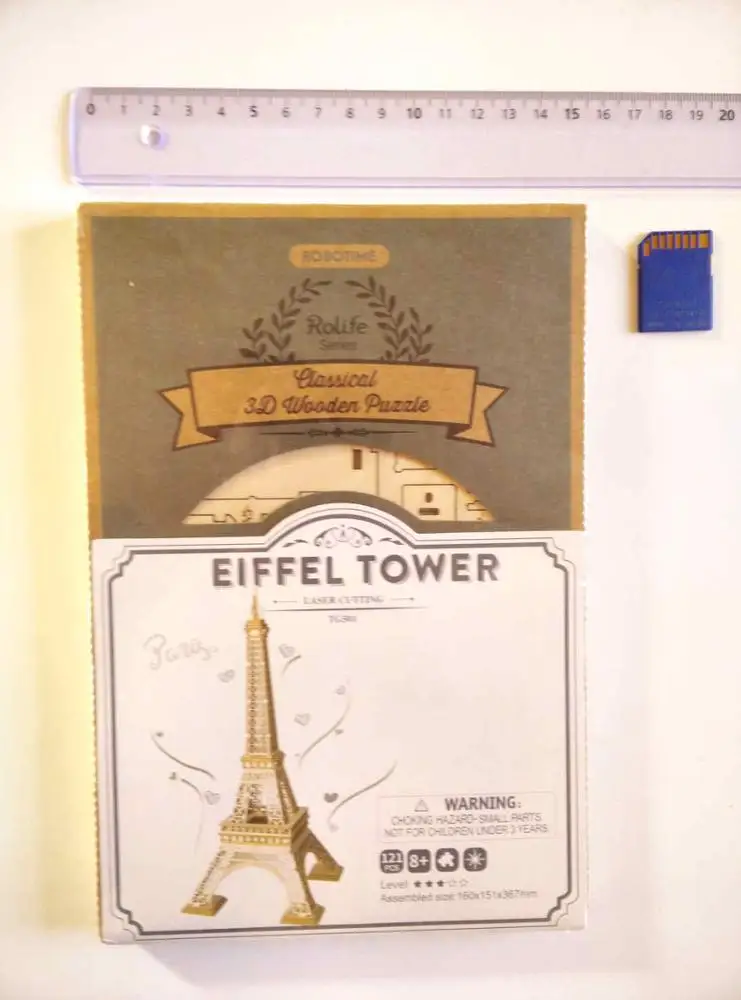 0 1 2 3 4 5 6 7 8 9 10 11 12 13 14 15 16 17 18 19 20
ROBOTIME
Rolife
Series
Classical
3D Wooden Puzzle
EIFFEL TOWER
LASER CUTTING
TG501
Paris
WARNING:
CHOKING HAZARD-SMALL PARTS
NOT FOR CHILDREN UNDER 3 YEARS
121 8+
PCS
Level ★★★☆☆
Assembled size:160x151x367mm